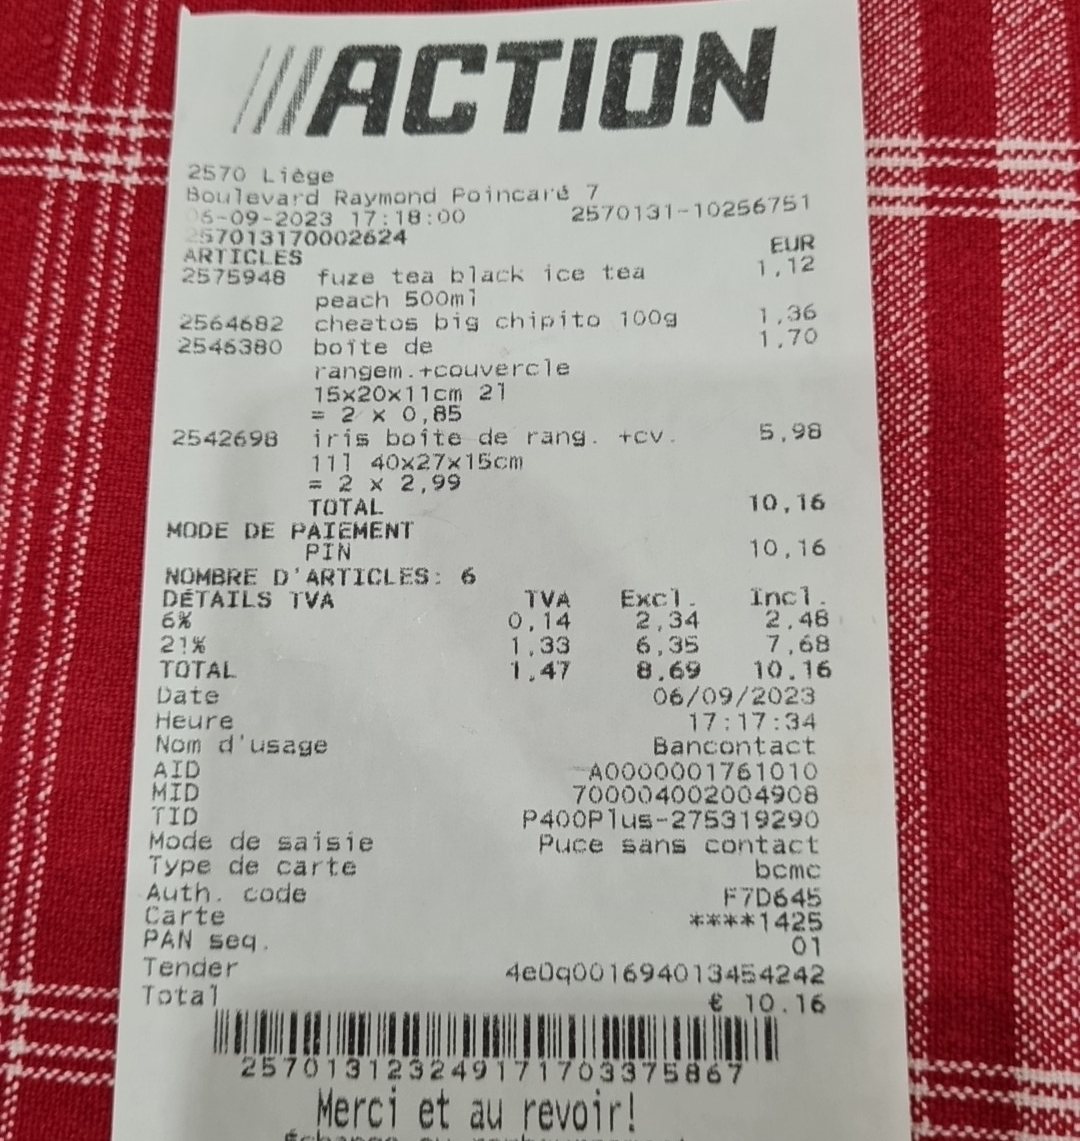 ACTION
2570 Liège
Boulevard Raymond Poincaré 7
06-09-2023 17:18:00 2570131-10256751
257013170002624
ARTICLES EUR
2575948 fuze tea black ice tea 1,12
peach 500ml
2564682 cheatos big chipito 100g 1,36
2546380 boîte de 1,70
rangem.+couvercle
15x20x11cm 2l
= 2 x 0,85
2542698 iris boîte de rang. +cv. 5,98
11l 40x27x15cm
= 2 x 2,99
TOTAL 10,16
MODE DE PAIEMENT
PIN 10,16
NOMBRE D'ARTICLES: 6
DÉTAILS TVA TVA Excl. Incl.
6% 0,14 2,34 2,48
21% 1,33 6,35 7,68
TOTAL 1,47 8,69 10,16
Date 06/09/2023
Heure 17:17:34
Nom d'usage Bancontact
AID A0000001761010
MID 700004002004908
TID P400Plus-275319290
Mode de saisie Puce sans contact
Type de carte bcmc
Auth. code F7D645
Carte ****1425
PAN seq. 01
Tender 4e0q001694013454242
Total € 10,16
257013123249171703375867
Merci et au revoir!